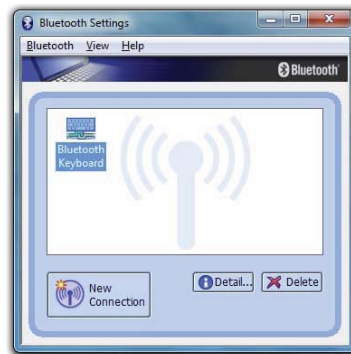 Bluetooth Settings
Bluetooth View Help
Bluetooth
Bluetooth
Keyboard
New
Connection
Detail...
Delete